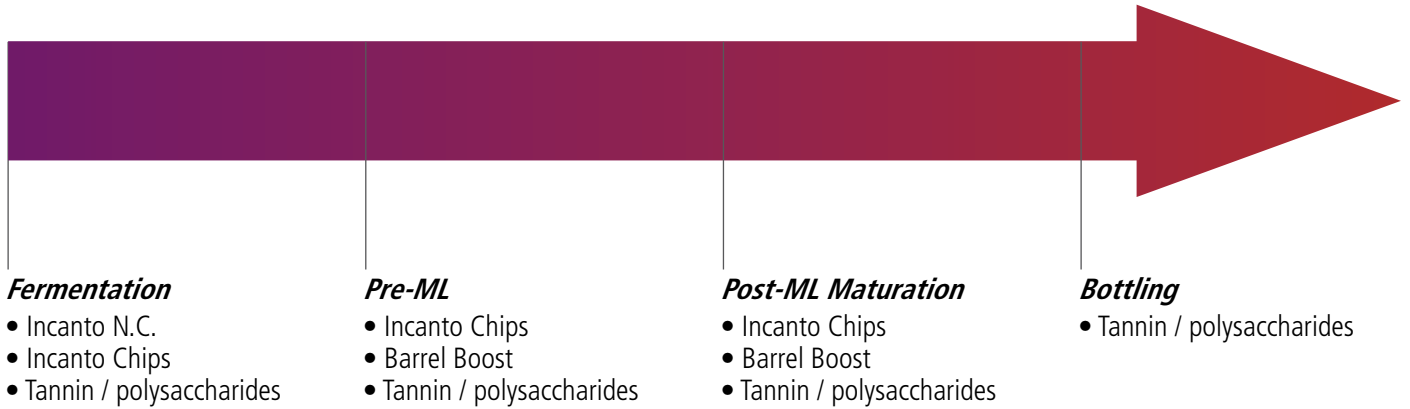 Fermentation
• Incanto N.C.
• Incanto Chips
• Tannin / polysaccharides
Pre-ML
• Incanto Chips
• Barrel Boost
• Tannin / polysaccharides
Post-ML Maturation
• Incanto Chips
• Barrel Boost
• Tannin / polysaccharides
Bottling
• Tannin / polysaccharides